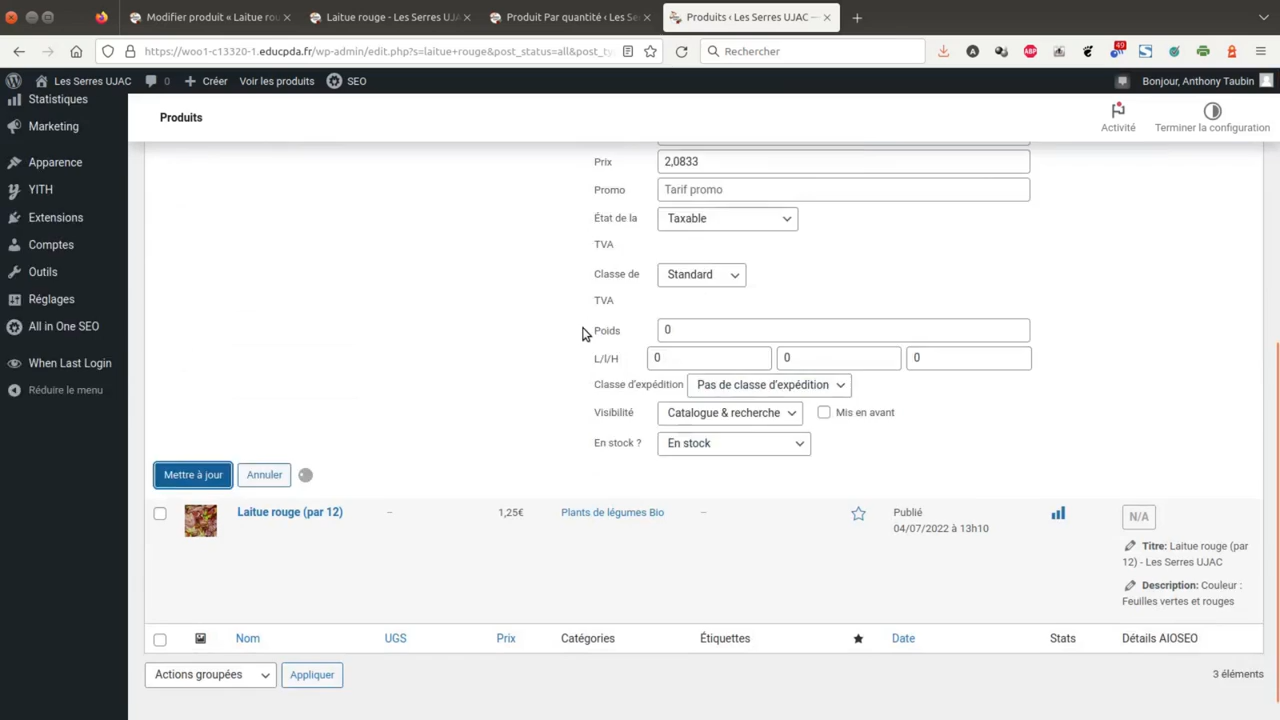 Modifier produit « Laitue rou
Laitue rouge - Les Serres UJA
Produit Par quantité ‹ Les Se
Produits ‹ Les Serres UJAC —
https://woo1-c13320-1.educpda.fr/wp-admin/edit.php?s=laitue+rouge&post_status=all&post_ty
Rechercher
49
ABP
Les Serres UJAC
0
Créer
Voir les produits
SEO
Bonjour, Anthony Taubin
Statistiques
Marketing
Apparence
YITH
Extensions
Comptes
Outils
Réglages
All in One SEO
When Last Login
Réduire le menu
Produits
Activité
Terminer la configuration
Prix
2,0833
Promo
Tarif promo
État de la
TVA
Taxable
Classe de
TVA
Standard
Poids
0
L/l/H
0
0
0
Classe d'expédition
Pas de classe d'expédition
Visibilité
Catalogue & recherche
Mis en avant
En stock ?
En stock
Mettre à jour
Annuler
Laitue rouge (par 12)
–
1,25€
Plants de légumes Bio
–
Publié
04/07/2022 à 13h10
N/A
Titre: Laitue rouge (par
12) - Les Serres UJAC
Description: Couleur :
Feuilles vertes et rouges
Nom
UGS
Prix
Catégories
Étiquettes
Date
Stats
Détails AIOSEO
Actions groupées
Appliquer
3 éléments